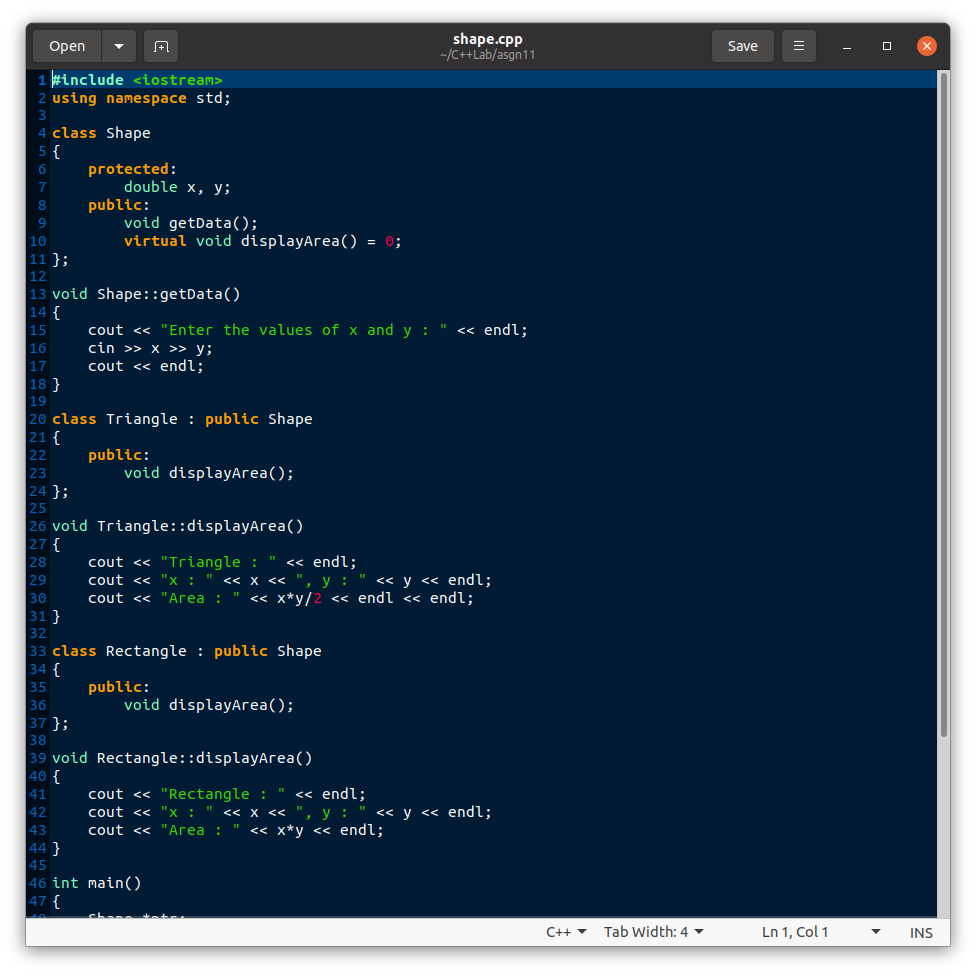 Open
shape.cpp
~/C++Lab/asgn11
Save
1 #include <iostream>
2 using namespace std;
3
4 class Shape
5 {
6     protected:
7         double x, y;
8     public:
9         void getData();
10         virtual void displayArea() = 0;
11 };
12
13 void Shape::getData()
14 {
15     cout << "Enter the values of x and y : " << endl;
16     cin >> x >> y;
17     cout << endl;
18 }
19
20 class Triangle : public Shape
21 {
22     public:
23         void displayArea();
24 };
25
26 void Triangle::displayArea()
27 {
28     cout << "Triangle : " << endl;
29     cout << "x : " << x << ", y : " << y << endl;
30     cout << "Area : " << x*y/2 << endl << endl;
31 }
32
33 class Rectangle : public Shape
34 {
35     public:
36         void displayArea();
37 };
38
39 void Rectangle::displayArea()
40 {
41     cout << "Rectangle : " << endl;
42     cout << "x : " << x << ", y : " << y << endl;
43     cout << "Area : " << x*y << endl;
44 }
45
46 int main()
47 {
48     Shape *ptr;
C++ Tab Width: 4 Ln 1, Col 1 INS